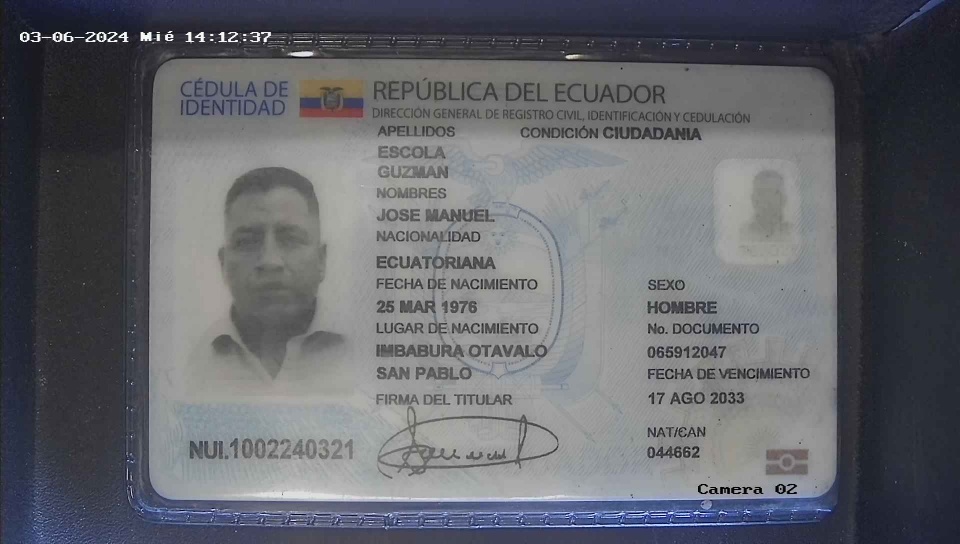 03-06-2024 Mié 14:12:37
CÉDULA DE IDENTIDAD
REPÚBLICA DEL ECUADOR
DIRECCIÓN GENERAL DE REGISTRO CIVIL, IDENTIFICACIÓN Y CEDULACIÓN
APELLIDOS
CONDICIÓN CIUDADANIA
ESCOLA
GUZMAN
NOMBRES
JOSE MANUEL
NACIONALIDAD
ECUATORIANA
FECHA DE NACIMIENTO
25 MAR 1976
LUGAR DE NACIMIENTO
IMBABURA OTAVALO
SAN PABLO
FIRMA DEL TITULAR
SEXO
HOMBRE
No. DOCUMENTO
065912047
FECHA DE VENCIMIENTO
17 AGO 2033
NAT/CAN
044662
NUI.1002240321
Camera 02